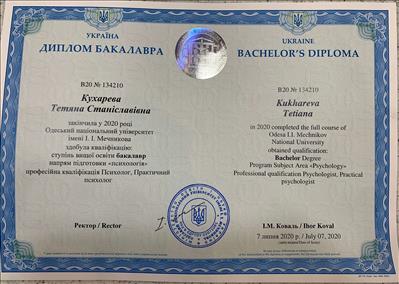 УКРАЇНА
ДИПЛОМ БАКАЛАВРА
В20 № 134210
Кухарева
Тетяна Станіславівна
закінчила у 2020 році
Одеський національний університет
імені І. І. Мечникова
здобула кваліфікацію:
ступінь вищої освіти бакалавр
напрям підготовки «психологія»
професійна кваліфікація Психолог, Практичний
психолог
Ректор / Rector
UKRAINE
BACHELOR'S DIPLOMA
B20 № 134210
Kukhareva
Tetiana
in 2020 completed the full course of
Odesa I.I. Mechnikov
National University
obtained qualification:
Bachelor Degree
Program Subject Area «Psychology»
Professional qualification Psychologist, Practical
psychologist
І.М. Коваль / Ihor Koval
7 липня 2020 р / July 07, 2020